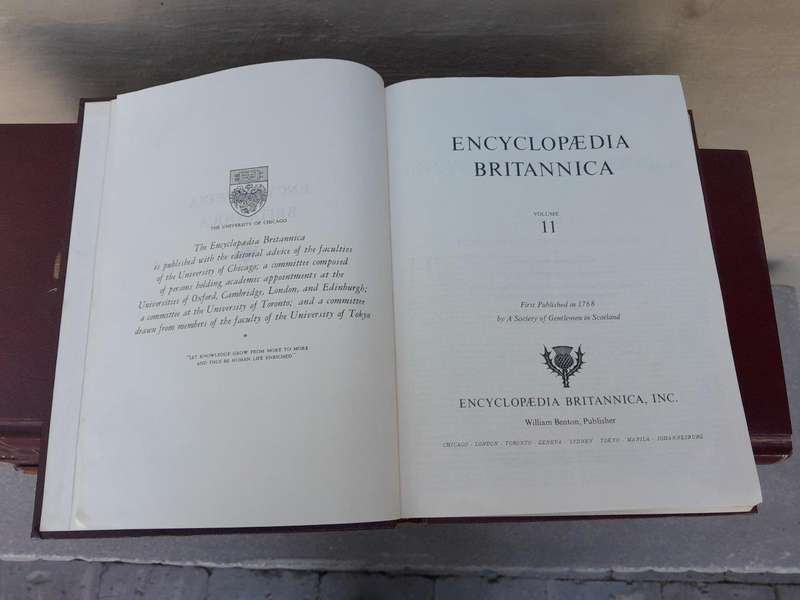 THE UNIVERSITY OF CHICAGO
The Encyclopædia Britannica
is published with the editorial advice of the faculties
of the University of Chicago; a committee composed
of persons holding academic appointments at the
Universities of Oxford, Cambridge, London, and Edinburgh;
a committee at the University of Toronto; and a committee
drawn from members of the faculty of the University of Tokyo
*
"LET KNOWLEDGE GROW FROM MORE TO MORE
AND THUS BE HUMAN LIFE ENRICHED"
ENCYCLOPÆDIA
BRITANNICA
VOLUME
11
First Published in 1768
by A Society of Gentlemen in Scotland
ENCYCLOPÆDIA BRITANNICA, INC.
William Benton, Publisher
CHICAGO · LONDON · TORONTO · GENEVA · SYDNEY · TOKYO · MANILA · JOHANNESBURG